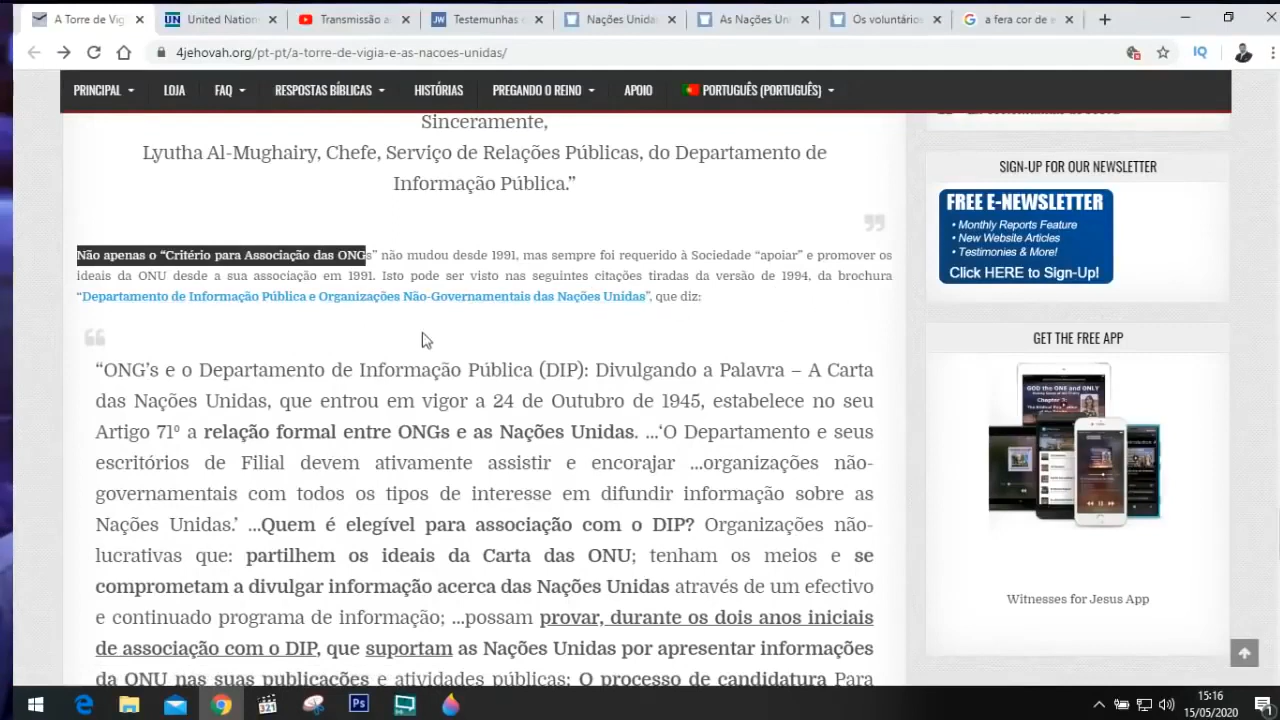 A Torre de Vigia
United Nation
Transmissão a
Testemunhas
Nações Unida
As Nações Un
Os voluntários
a fera cor de e
4jehovah.org/pt-pt/a-torre-de-vigia-e-as-nacoes-unidas/
IQ
PRINCIPAL
LOJA
FAQ
RESPOSTAS BÍBLICAS
HISTÓRIAS
PREGANDO O REINO
APOIO
PORTUGUÊS (PORTUGUÊS)
Sinceramente,
Lyutha Al-Mughairy, Chefe, Serviço de Relações Públicas, do Departamento de
Informação Pública.”
Não apenas o “Critério para Associação das ONGs” não mudou desde 1991, mas sempre foi requerido à Sociedade “apoiar” e promover os
ideais da ONU desde a sua associação em 1991. Isto pode ser visto nas seguintes citações tiradas da versão de 1994, da brochura
“Departamento de Informação Pública e Organizações Não-Governamentais das Nações Unidas”, que diz:
“ONG’s e o Departamento de Informação Pública (DIP): Divulgando a Palavra – A Carta
das Nações Unidas, que entrou em vigor a 24 de Outubro de 1945, estabelece no seu
Artigo 71º a relação formal entre ONGs e as Nações Unidas. …‘O Departamento e seus
escritórios de Filial devem ativamente assistir e encorajar …organizações não-
governamentais com todos os tipos de interesse em difundir informação sobre as
Nações Unidas.’ …Quem é elegível para associação com o DIP? Organizações não-
lucrativas que: partilhem os ideais da Carta das ONU; tenham os meios e se
comprometam a divulgar informação acerca das Nações Unidas através de um efectivo
e continuado programa de informação; …possam provar, durante os dois anos iniciais
de associação com o DIP, que suportam as Nações Unidas por apresentar informações
da ONU nas suas publicações e atividades públicas; O processo de candidatura Para
SIGN-UP FOR OUR NEWSLETTER
FREE E-NEWSLETTER
• Monthly Reports Feature
• New Website Articles
• Testimonies & More!
Click HERE to Sign-Up!
GET THE FREE APP
GOD the ONE and ONLY
Witnesses for Jesus App
15:16
15/05/2020